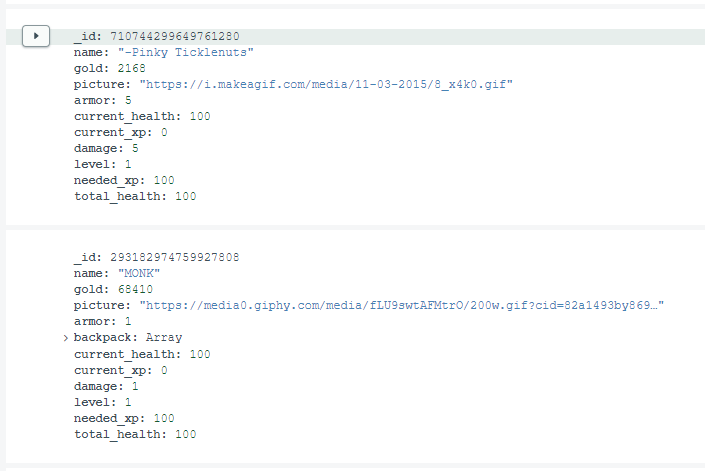 _id: 710744299649761280
name: "-Pinky Ticklenuts"
gold: 2168
picture: "https://i.makeagif.com/media/11-03-2015/8_x4k0.gif"
armor: 5
current_health: 100
current_xp: 0
damage: 5
level: 1
needed_xp: 100
total_health: 100
_id: 293182974759927808
name: "MONK"
gold: 68410
picture: "https://media0.giphy.com/media/fLU9swtAFMtrO/200w.gif?cid=82a1493by869…"
armor: 1
backpack: Array
current_health: 100
current_xp: 0
damage: 1
level: 1
needed_xp: 100
total_health: 100